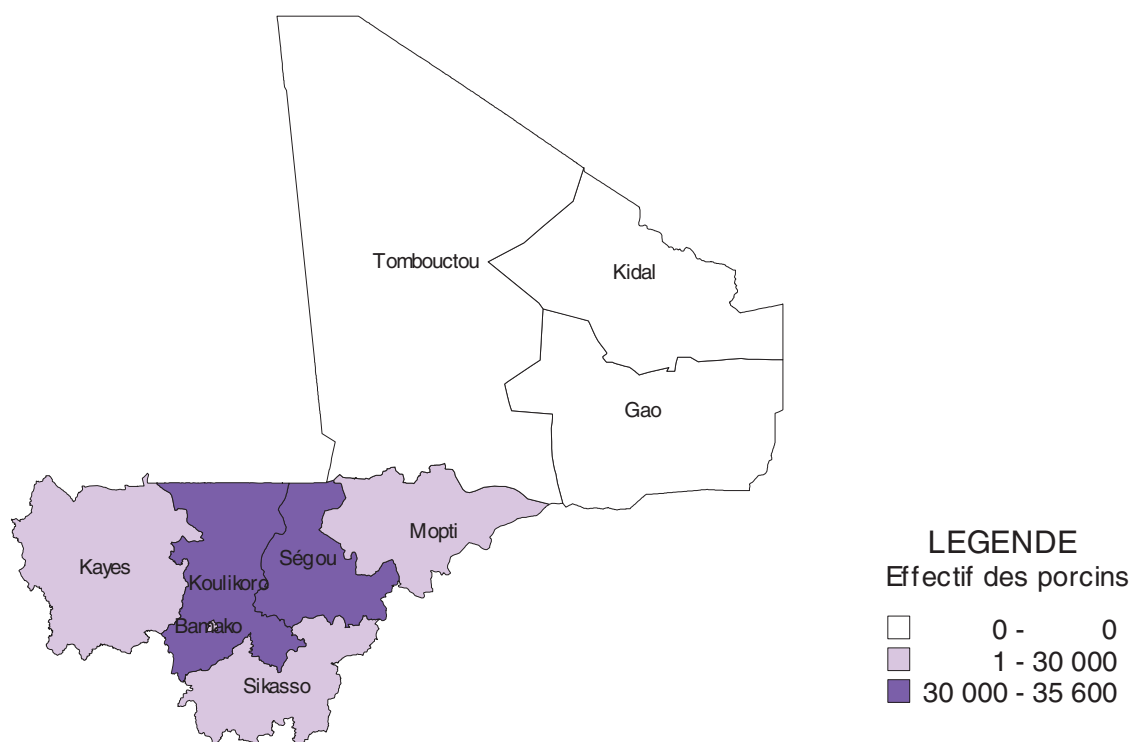 Tombouctou
Kidal
Gao
Mopti
Ségou
Kayes
Koulikoro
Bamako
Sikasso
LEGENDE
Effectif des porcins
0 - 0
1 - 30 000
30 000 - 35 600